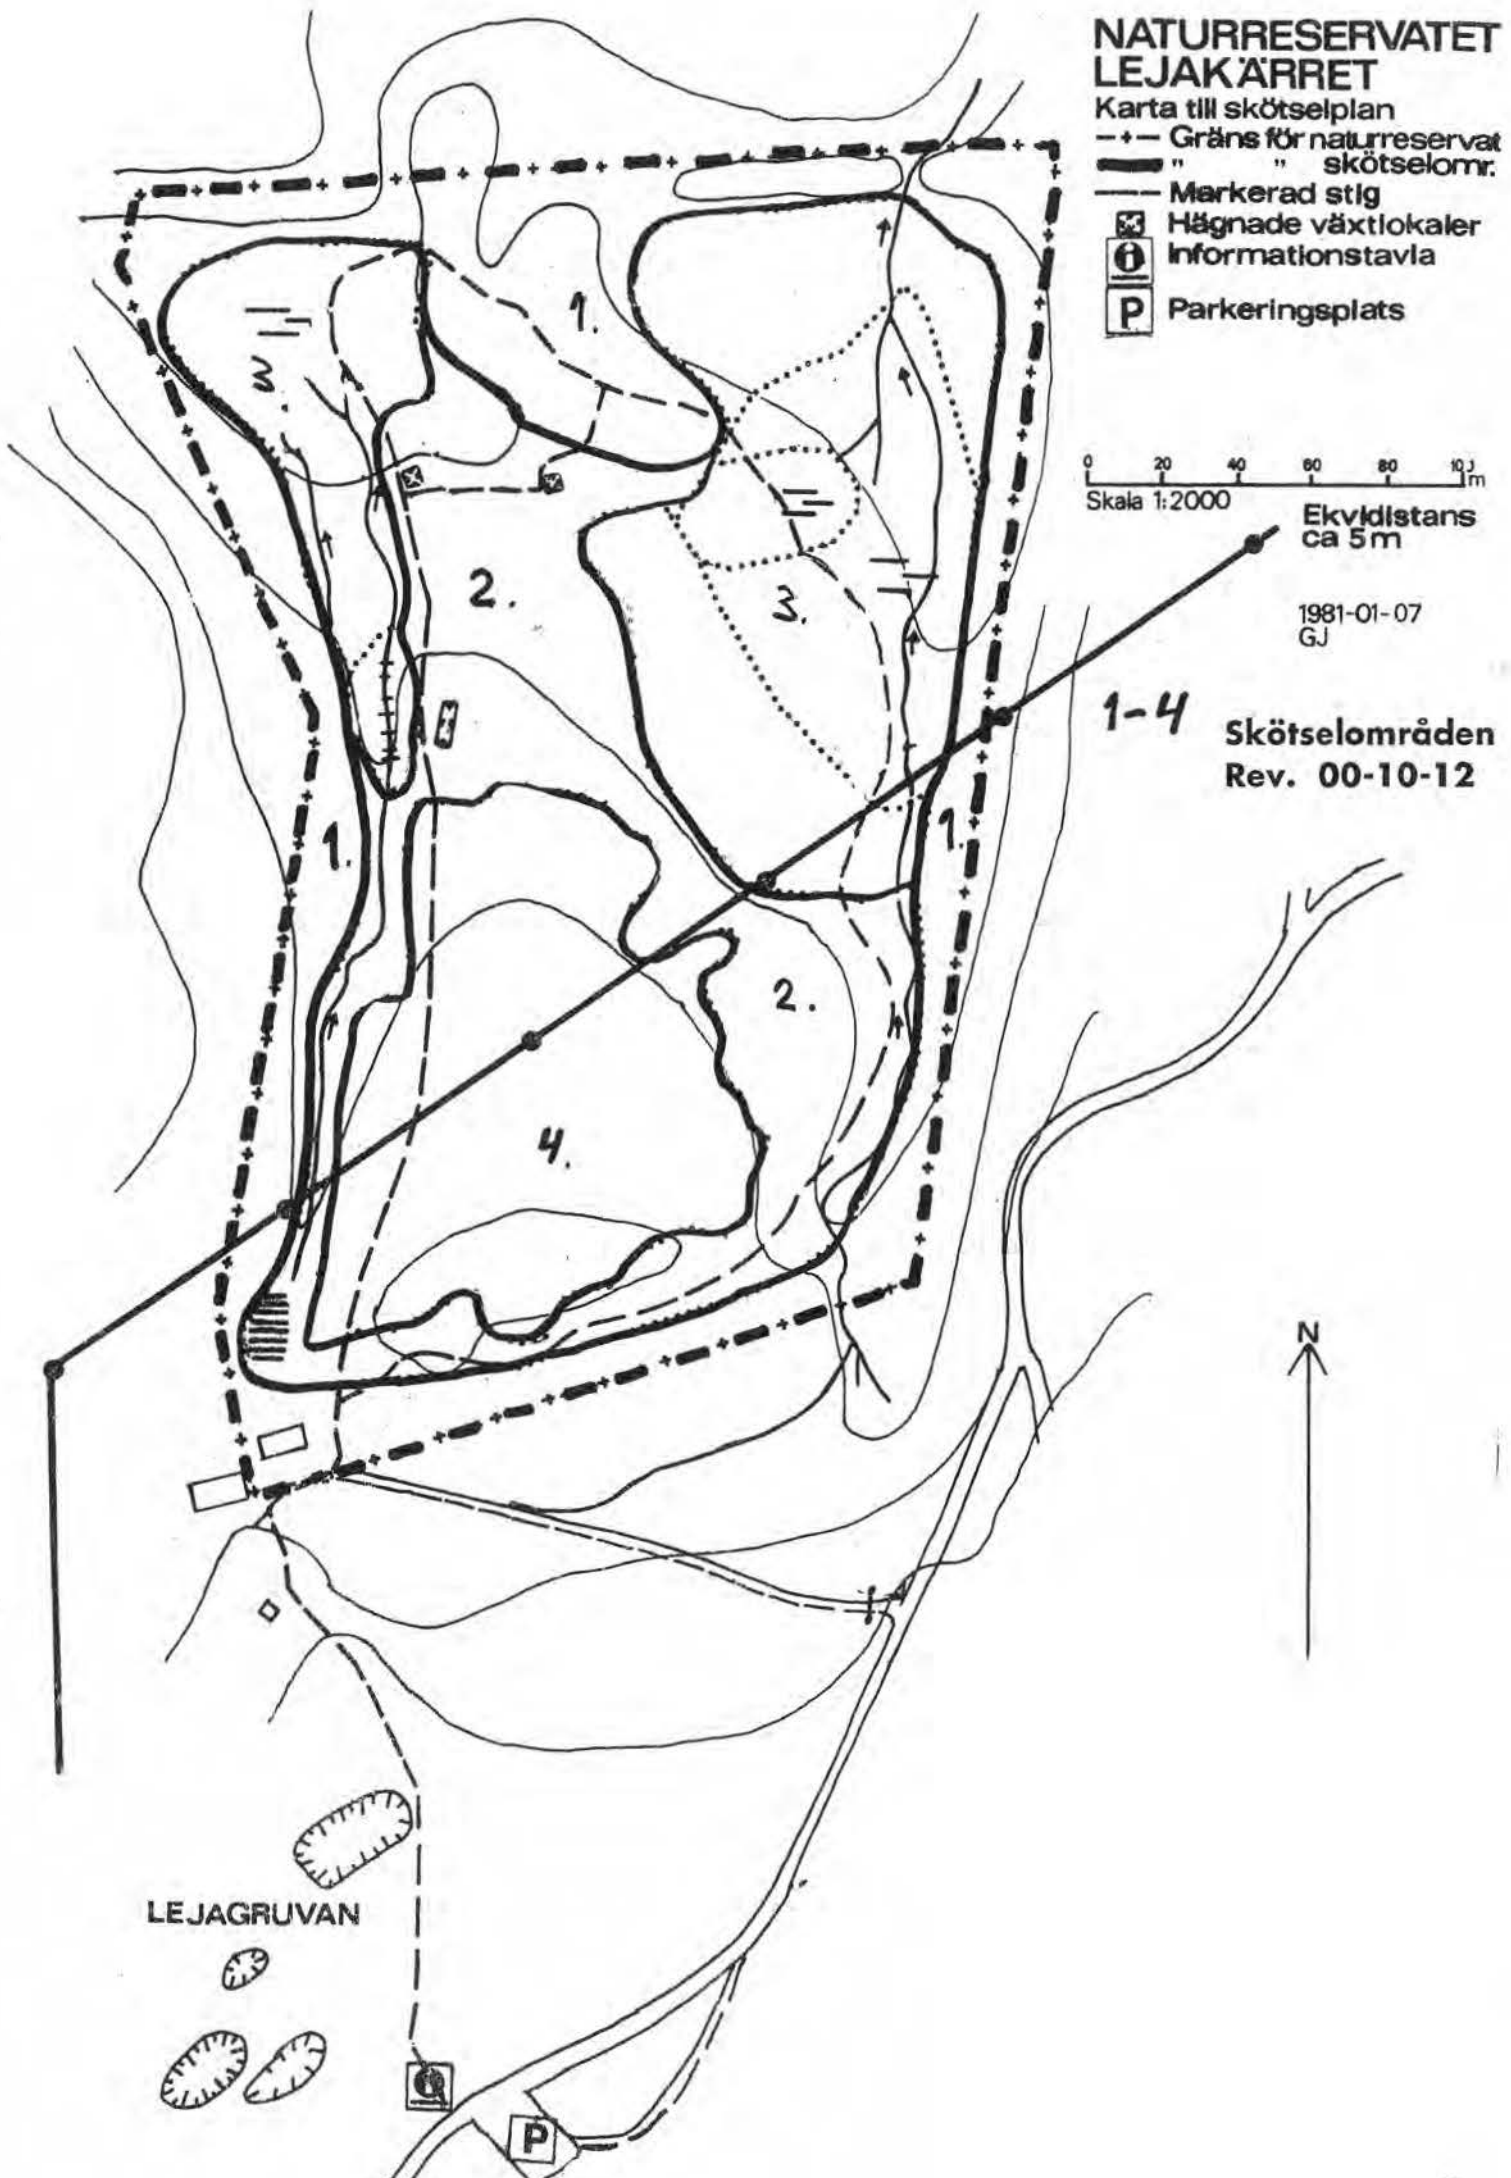 NATURRESERVATET
LEJAKÄRRET
Karta till skötselplan
Gräns för naturreservat
" " skötselomr.
Markerad stig
Hägnade växtlokaler
i Informationstavla
P Parkeringsplats
0 20 40 60 80 100 m
Skala 1:2000
Ekvidistans
ca 5m
1981-01-07
GJ
1-4 Skötselområden
Rev. 00-10-12
1.
3.
2.
3.
1.
1.
2.
4.
N
LEJAGRUVAN
i
P